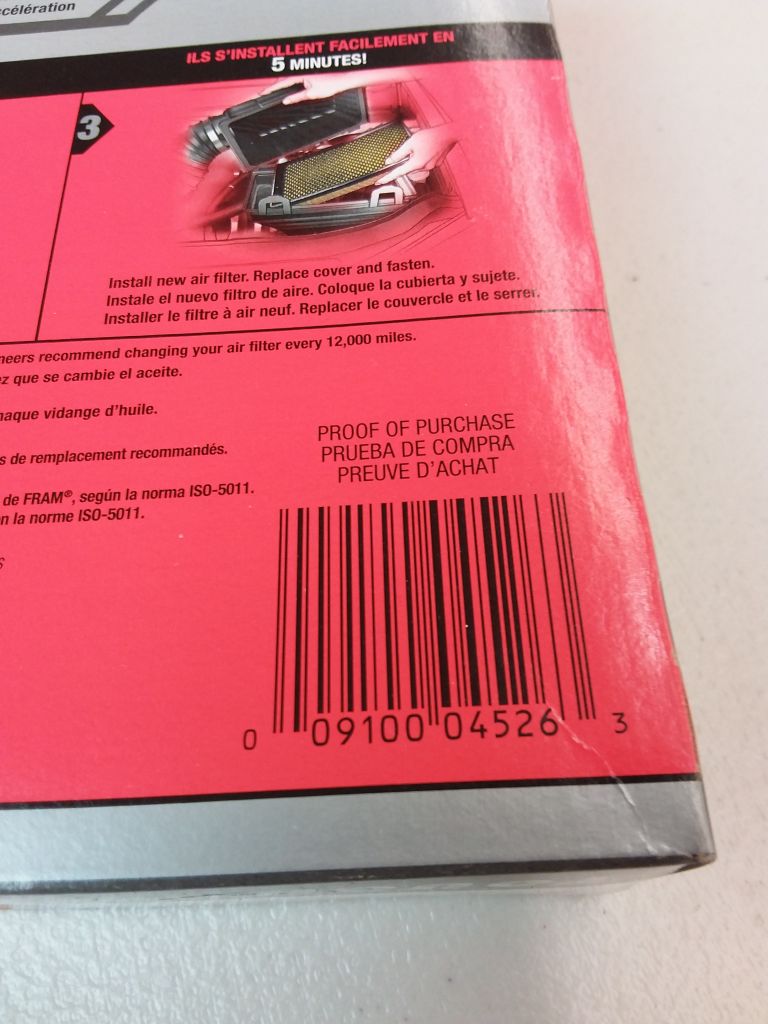 ccélération
ILS S'INSTALLENT FACILEMENT EN
5 MINUTES!
3
Install new air filter. Replace cover and fasten.
Instale el nuevo filtro de aire. Coloque la cubierta y sujete.
Installer le filtre à air neuf. Replacer le couvercle et le serrer.
neers recommend changing your air filter every 12,000 miles.
ez que se cambie el aceite.
haque vidange d'huile.
s de remplacement recommandés.
de FRAM®, según la norma ISO-5011.
n la norme ISO-5011.
PROOF OF PURCHASE
PRUEBA DE COMPRA
PREUVE D'ACHAT
0 09100 04526 3